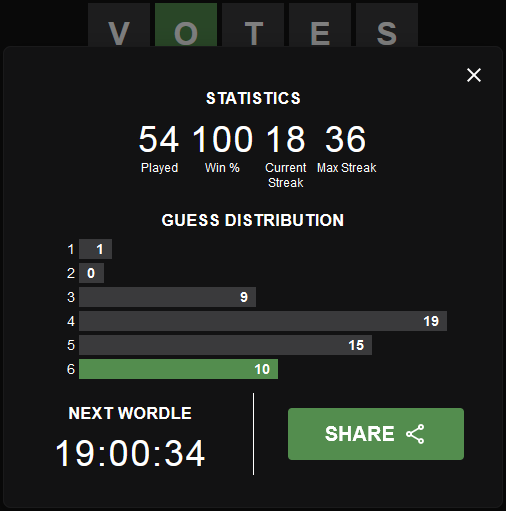 V O T E S
STATISTICS
54 100 18 36
Played Win % Current Streak Max Streak
GUESS DISTRIBUTION
1 1
2 0
3 9
4 19
5 15
6 10
NEXT WORDLE
19:00:34
SHARE